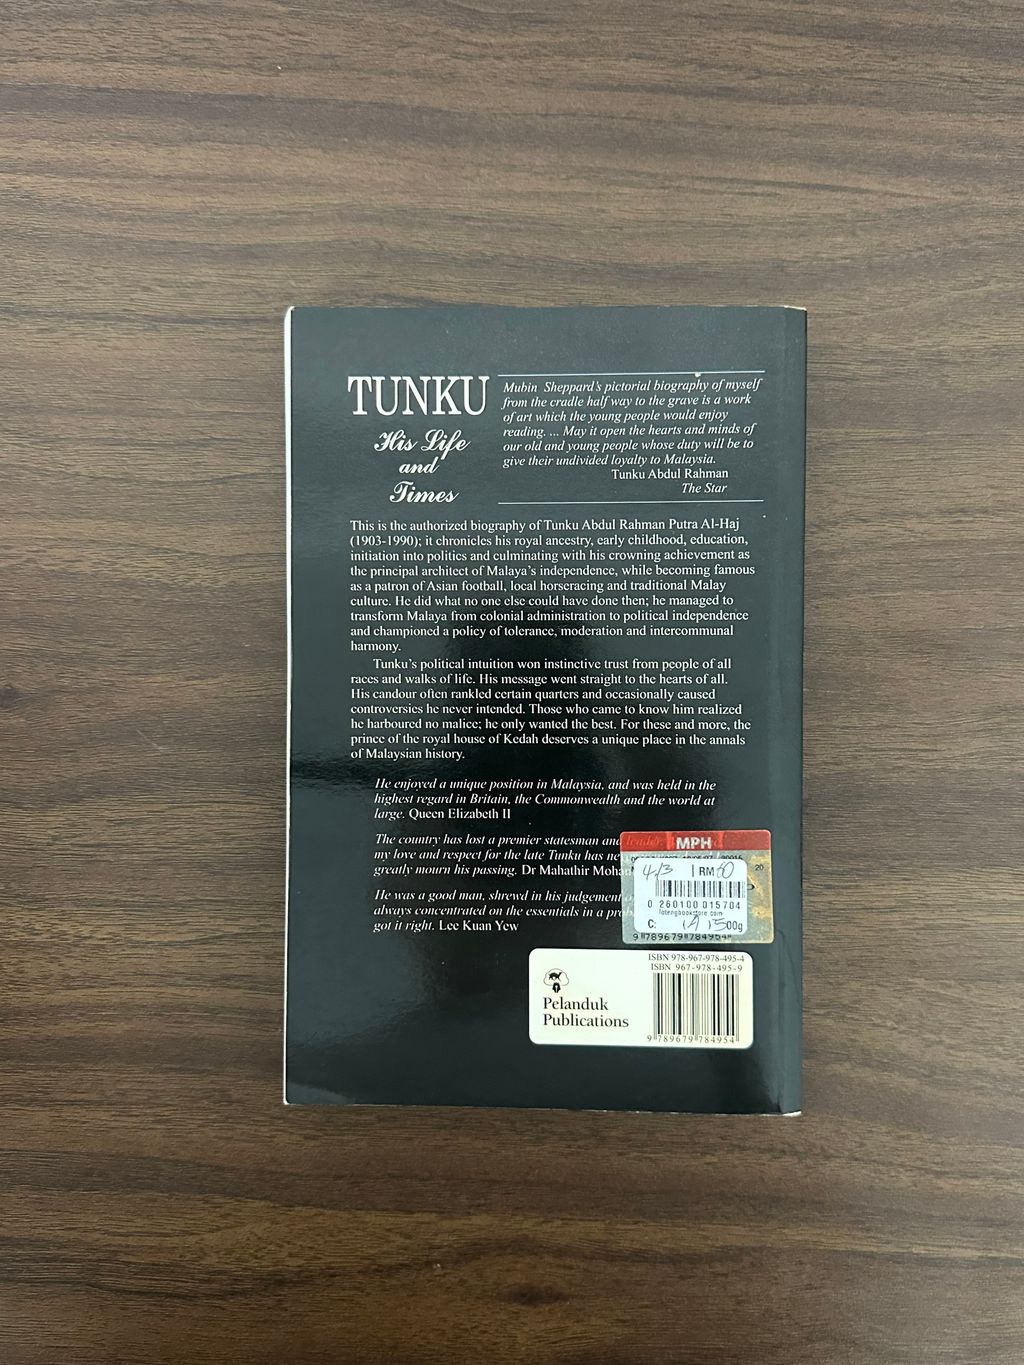 TUNKU
His Life
and
Times
Mubin Sheppard's pictorial biography of myself
from the cradle half way to the grave is a work
of art which the young people would enjoy
reading. ... May it open the hearts and minds of
our old and young people whose duty will be to
give their undivided loyalty to Malaysia.
Tunku Abdul Rahman
The Star
This is the authorized biography of Tunku Abdul Rahman Putra Al-Haj
(1903-1990); it chronicles his royal ancestry, early childhood, education,
initiation into politics and culminating with his crowning achievement as
the principal architect of Malaya's independence, while becoming famous
as a patron of Asian football, local horseracing and traditional Malay
culture. He did what no one else could have done then; he managed to
transform Malaya from colonial administration to political independence
and championed a policy of tolerance, moderation and intercommunal
harmony.
Tunku's political intuition won instinctive trust from people of all
races and walks of life. His message went straight to the hearts of all.
His candour often rankled certain quarters and occasionally caused
controversies he never intended. Those who came to know him realized
he harboured no malice; he only wanted the best. For these and more, the
prince of the royal house of Kedah deserves a unique place in the annals
of Malaysian history.
He enjoyed a unique position in Malaysia, and was held in the
highest regard in Britain, the Commonwealth and the world at
large. Queen Elizabeth II
The country has lost a premier statesman and leader.
my love and respect for the late Tunku has
greatly mourn his passing. Dr Mahathir
He was a good man, shrewd in his judgement
always concentrated on the essentials in a
got it right. Lee Kuan Yew
MPH
20
4/3 RM 60
0 260100 015704
lotengbookstore.com
C: 00g
9 789679 784954
ISBN 978-967-978-495-4
ISBN 967-978-495-9
Pelanduk
Publications
9 789679 784954